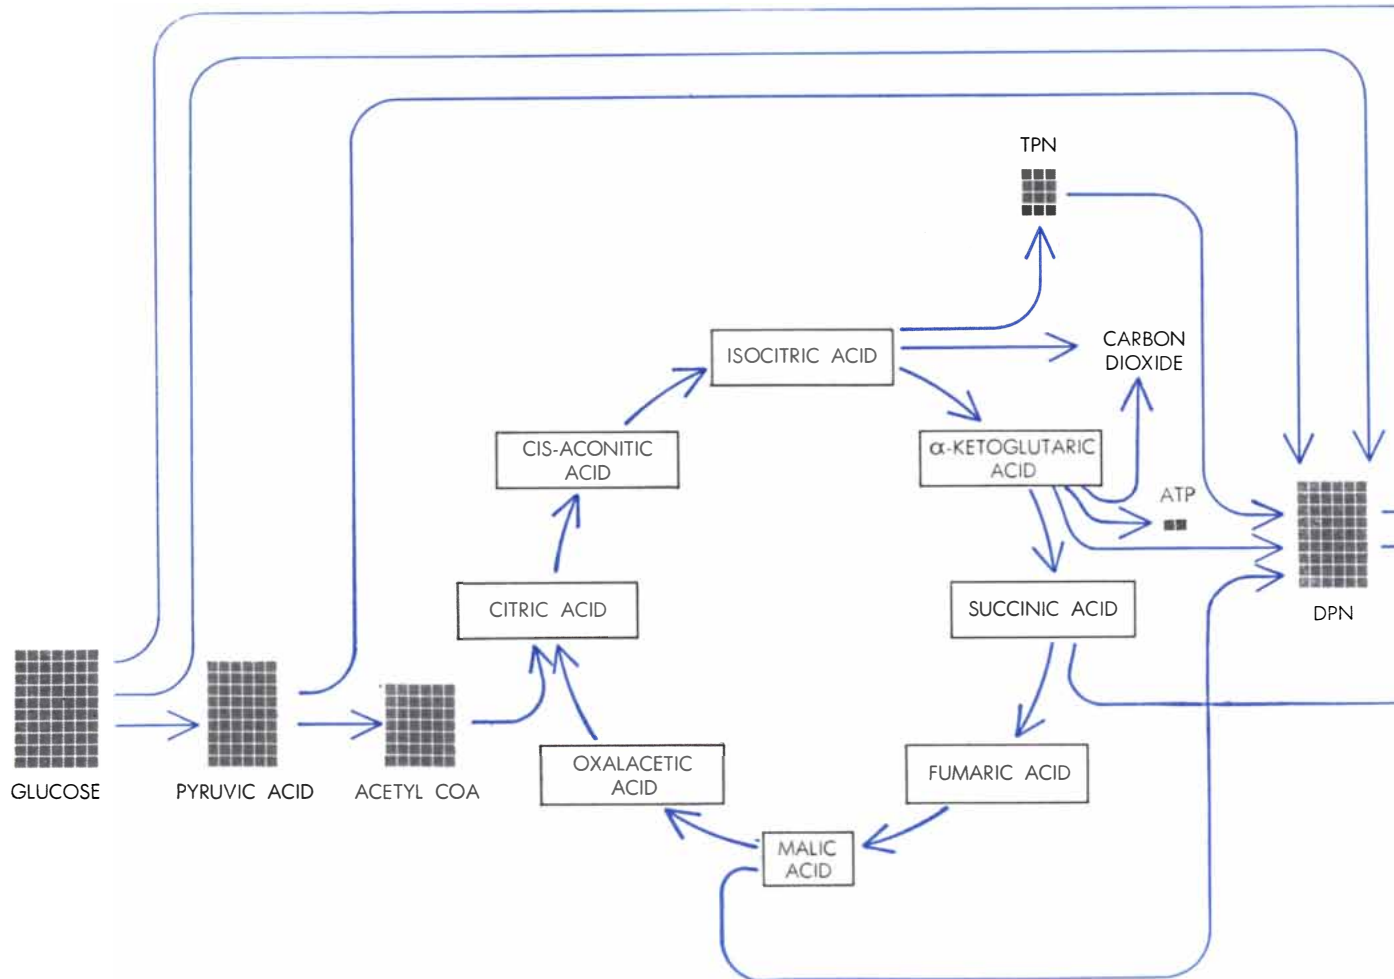 TPN
ISOCITRIC ACID
CARBON
DIOXIDE
CIS-ACONITIC
ACID
α-KETOGLUTARIC
ACID
ATP
CITRIC ACID
SUCCINIC ACID
DPN
OXALACETIC
ACID
FUMARIC ACID
GLUCOSE
PYRUVIC ACID
ACETYL COA
MALIC
ACID